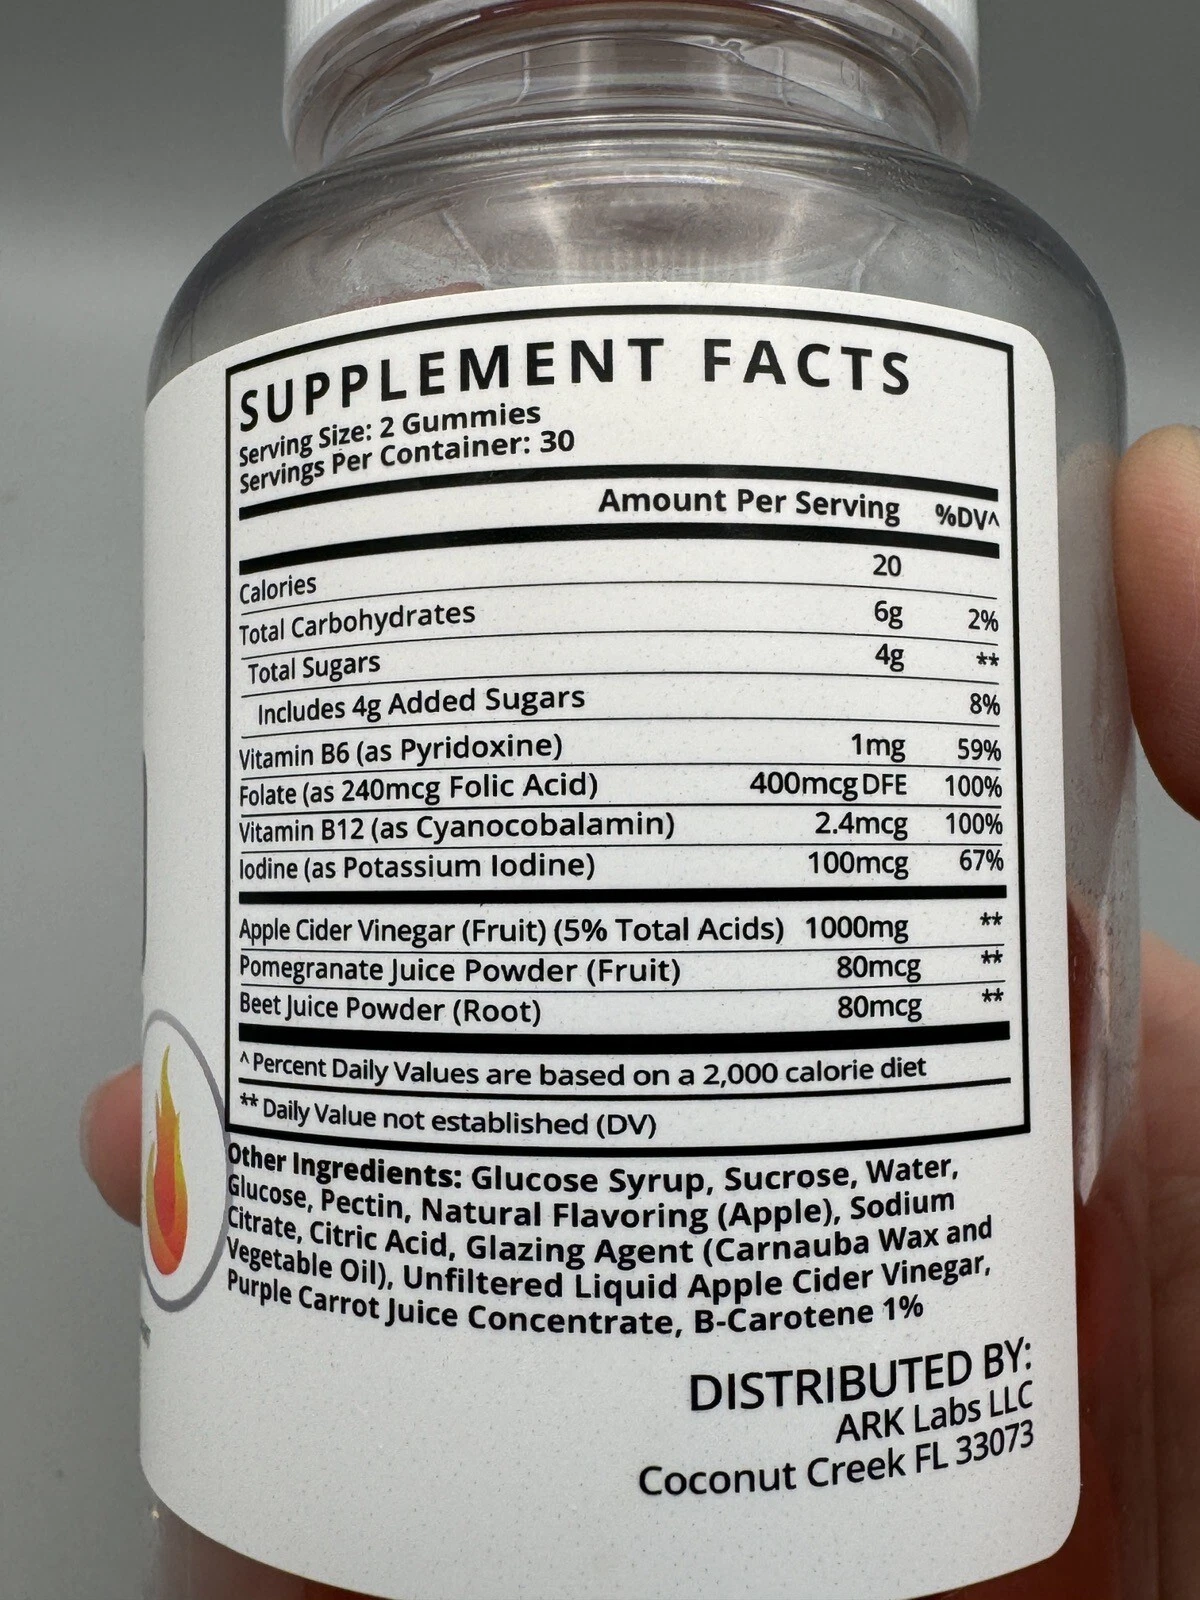 SUPPLEMENT FACTS
Serving Size: 2 Gummies
Servings Per Container: 30
Amount Per Serving %DV^
Calories 20
Total Carbohydrates 6g 2%
Total Sugars 4g **
Includes 4g Added Sugars 8%
Vitamin B6 (as Pyridoxine) 1mg 59%
Folate (as 240mcg Folic Acid) 400mcg DFE 100%
Vitamin B12 (as Cyanocobalamin) 2.4mcg 100%
Iodine (as Potassium Iodine) 100mcg 67%
Apple Cider Vinegar (Fruit) (5% Total Acids) 1000mg **
Pomegranate Juice Powder (Fruit) 80mcg **
Beet Juice Powder (Root) 80mcg **
^ Percent Daily Values are based on a 2,000 calorie diet
** Daily Value not established (DV)
Other Ingredients: Glucose Syrup, Sucrose, Water,
Glucose, Pectin, Natural Flavoring (Apple), Sodium
Citrate, Citric Acid, Glazing Agent (Carnauba Wax and
Vegetable Oil), Unfiltered Liquid Apple Cider Vinegar,
Purple Carrot Juice Concentrate, B-Carotene 1%
DISTRIBUTED BY:
ARK Labs LLC
Coconut Creek FL 33073